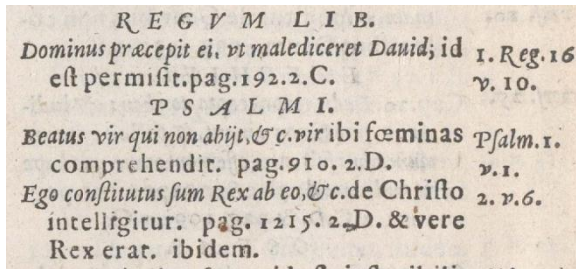 REGVM LIB.
Dominus præcepit ei, vt malediceret Dauid; id 1. Reg. 16
eſt permiſit. pag. 192. 2. C. v. 10.
PSALMI.
Beatus vir qui non abijt, & c. vir ibi fœminas Pſalm. 1.
comprehendit. pag. 910. 2. D. v. 1.
Ego conſtitutus ſum Rex ab eo, & c. de Chriſto 2. v. 6.
intelligitur. pag. 1215. 2. D. & vere
Rex erat. ibidem.